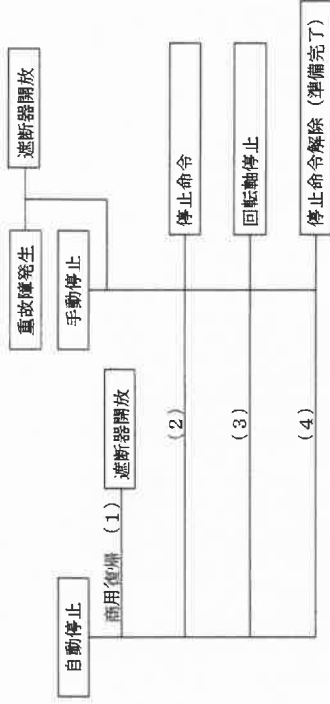 自動停止
商用復帰 (1)
遮断器開放
(2)
(3)
(4)
重故障発生
手動停止
遮断器開放
停止命令
回転軸停止
停止命令解除 (準備完了)